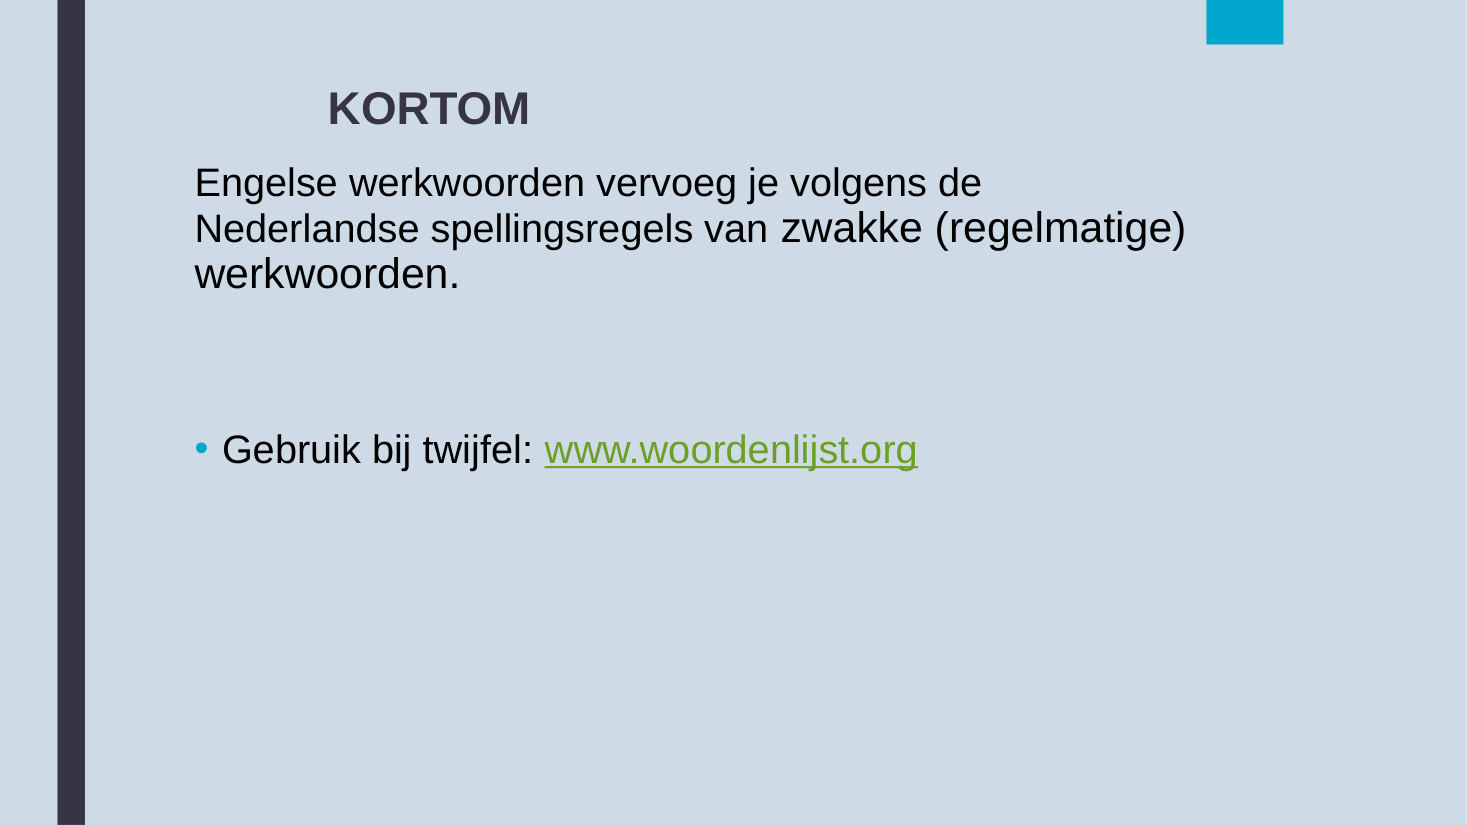 KORTOM
Engelse werkwoorden vervoeg je volgens de
Nederlandse spellingsregels van zwakke (regelmatige)
werkwoorden.
• Gebruik bij twijfel: www.woordenlijst.org